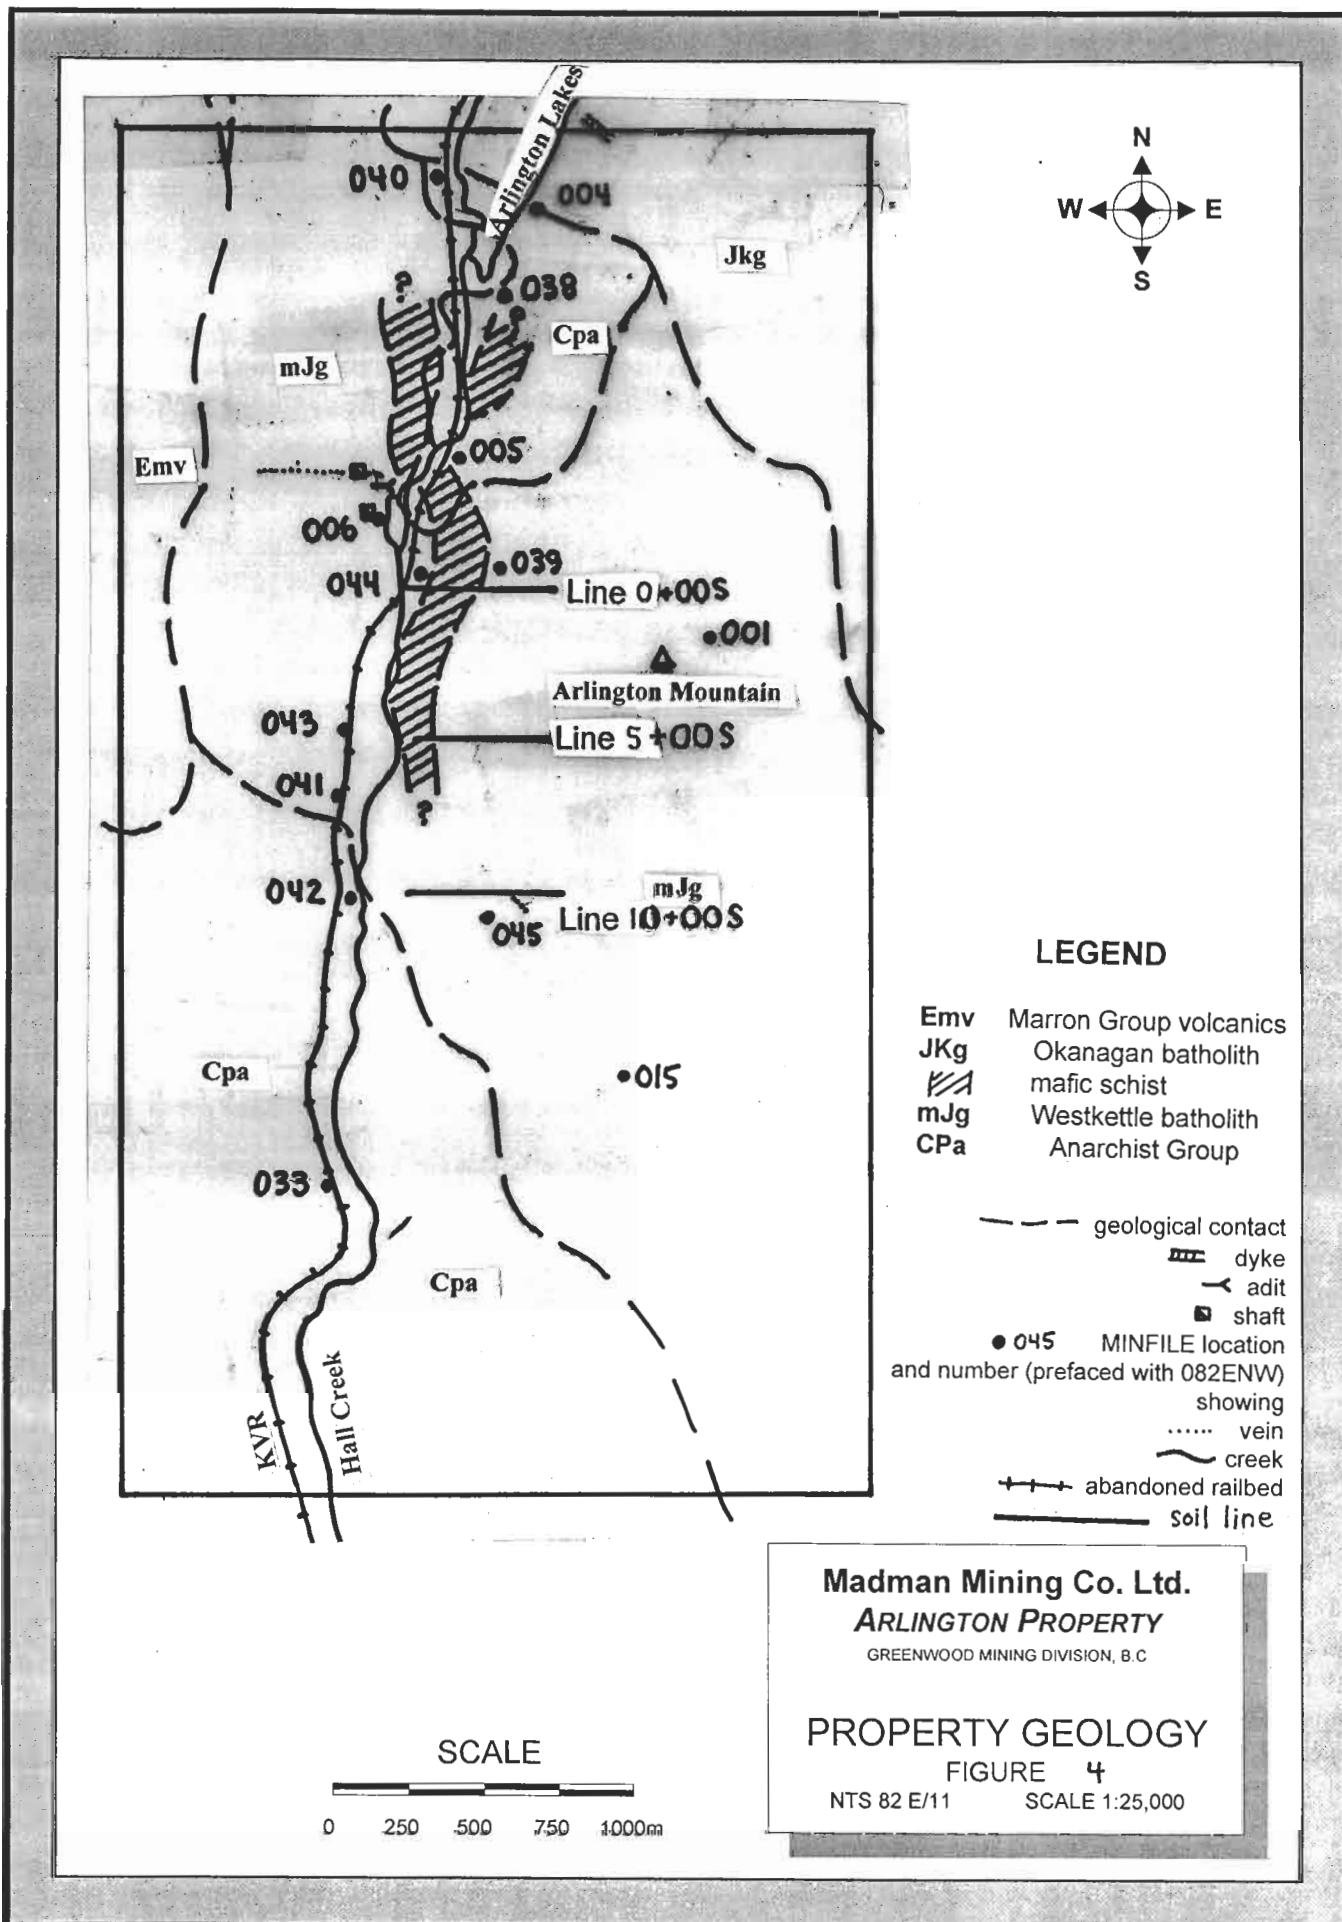 Arlington Lakes
040
004
N
W E
S
Jkg
?
038
Cpa
mJg
Emv
005
006
039
044
Line 0+00S
001
Arlington Mountain
043
Line 5+00S
041
?
042
mJg
045
Line 10+00S
Cpa
015
033
Cpa
KVR
Hall Creek
LEGEND
Emv Marron Group volcanics
JKg Okanagan batholith
mafic schist
mJg Westkettle batholith
CPa Anarchist Group
geological contact
dyke
adit
shaft
045 MINFILE location
and number (prefaced with 082ENW)
showing
vein
creek
abandoned railbed
soil line
Madman Mining Co. Ltd.
ARLINGTON PROPERTY
GREENWOOD MINING DIVISION, B.C
PROPERTY GEOLOGY
FIGURE 4
NTS 82 E/11 SCALE 1:25,000
SCALE
0 250 500 750 1000m